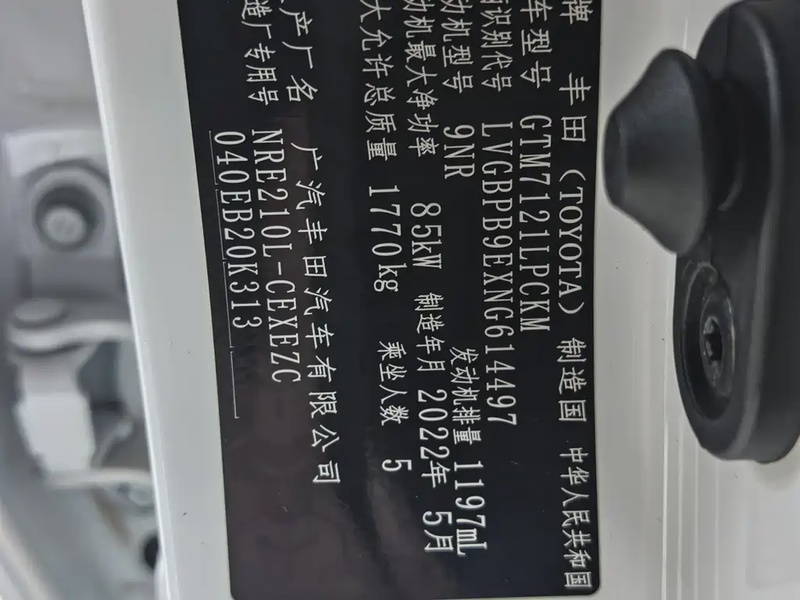 牌 丰田（TOYOTA） 制造国 中华人民共和国
车型号 GTM7121LPCKM
识别代号 LVGBPB9EXNG614497
动机型号 9NR 发动机排量 1197mL
动机最大净功率 85kW 制造年月 2022年 5月
大允许总质量 1770kg 乘坐人数 5
产厂名 广汽丰田汽车有限公司
造厂专用号 NRE210L-CEXEZC
040EB20K313